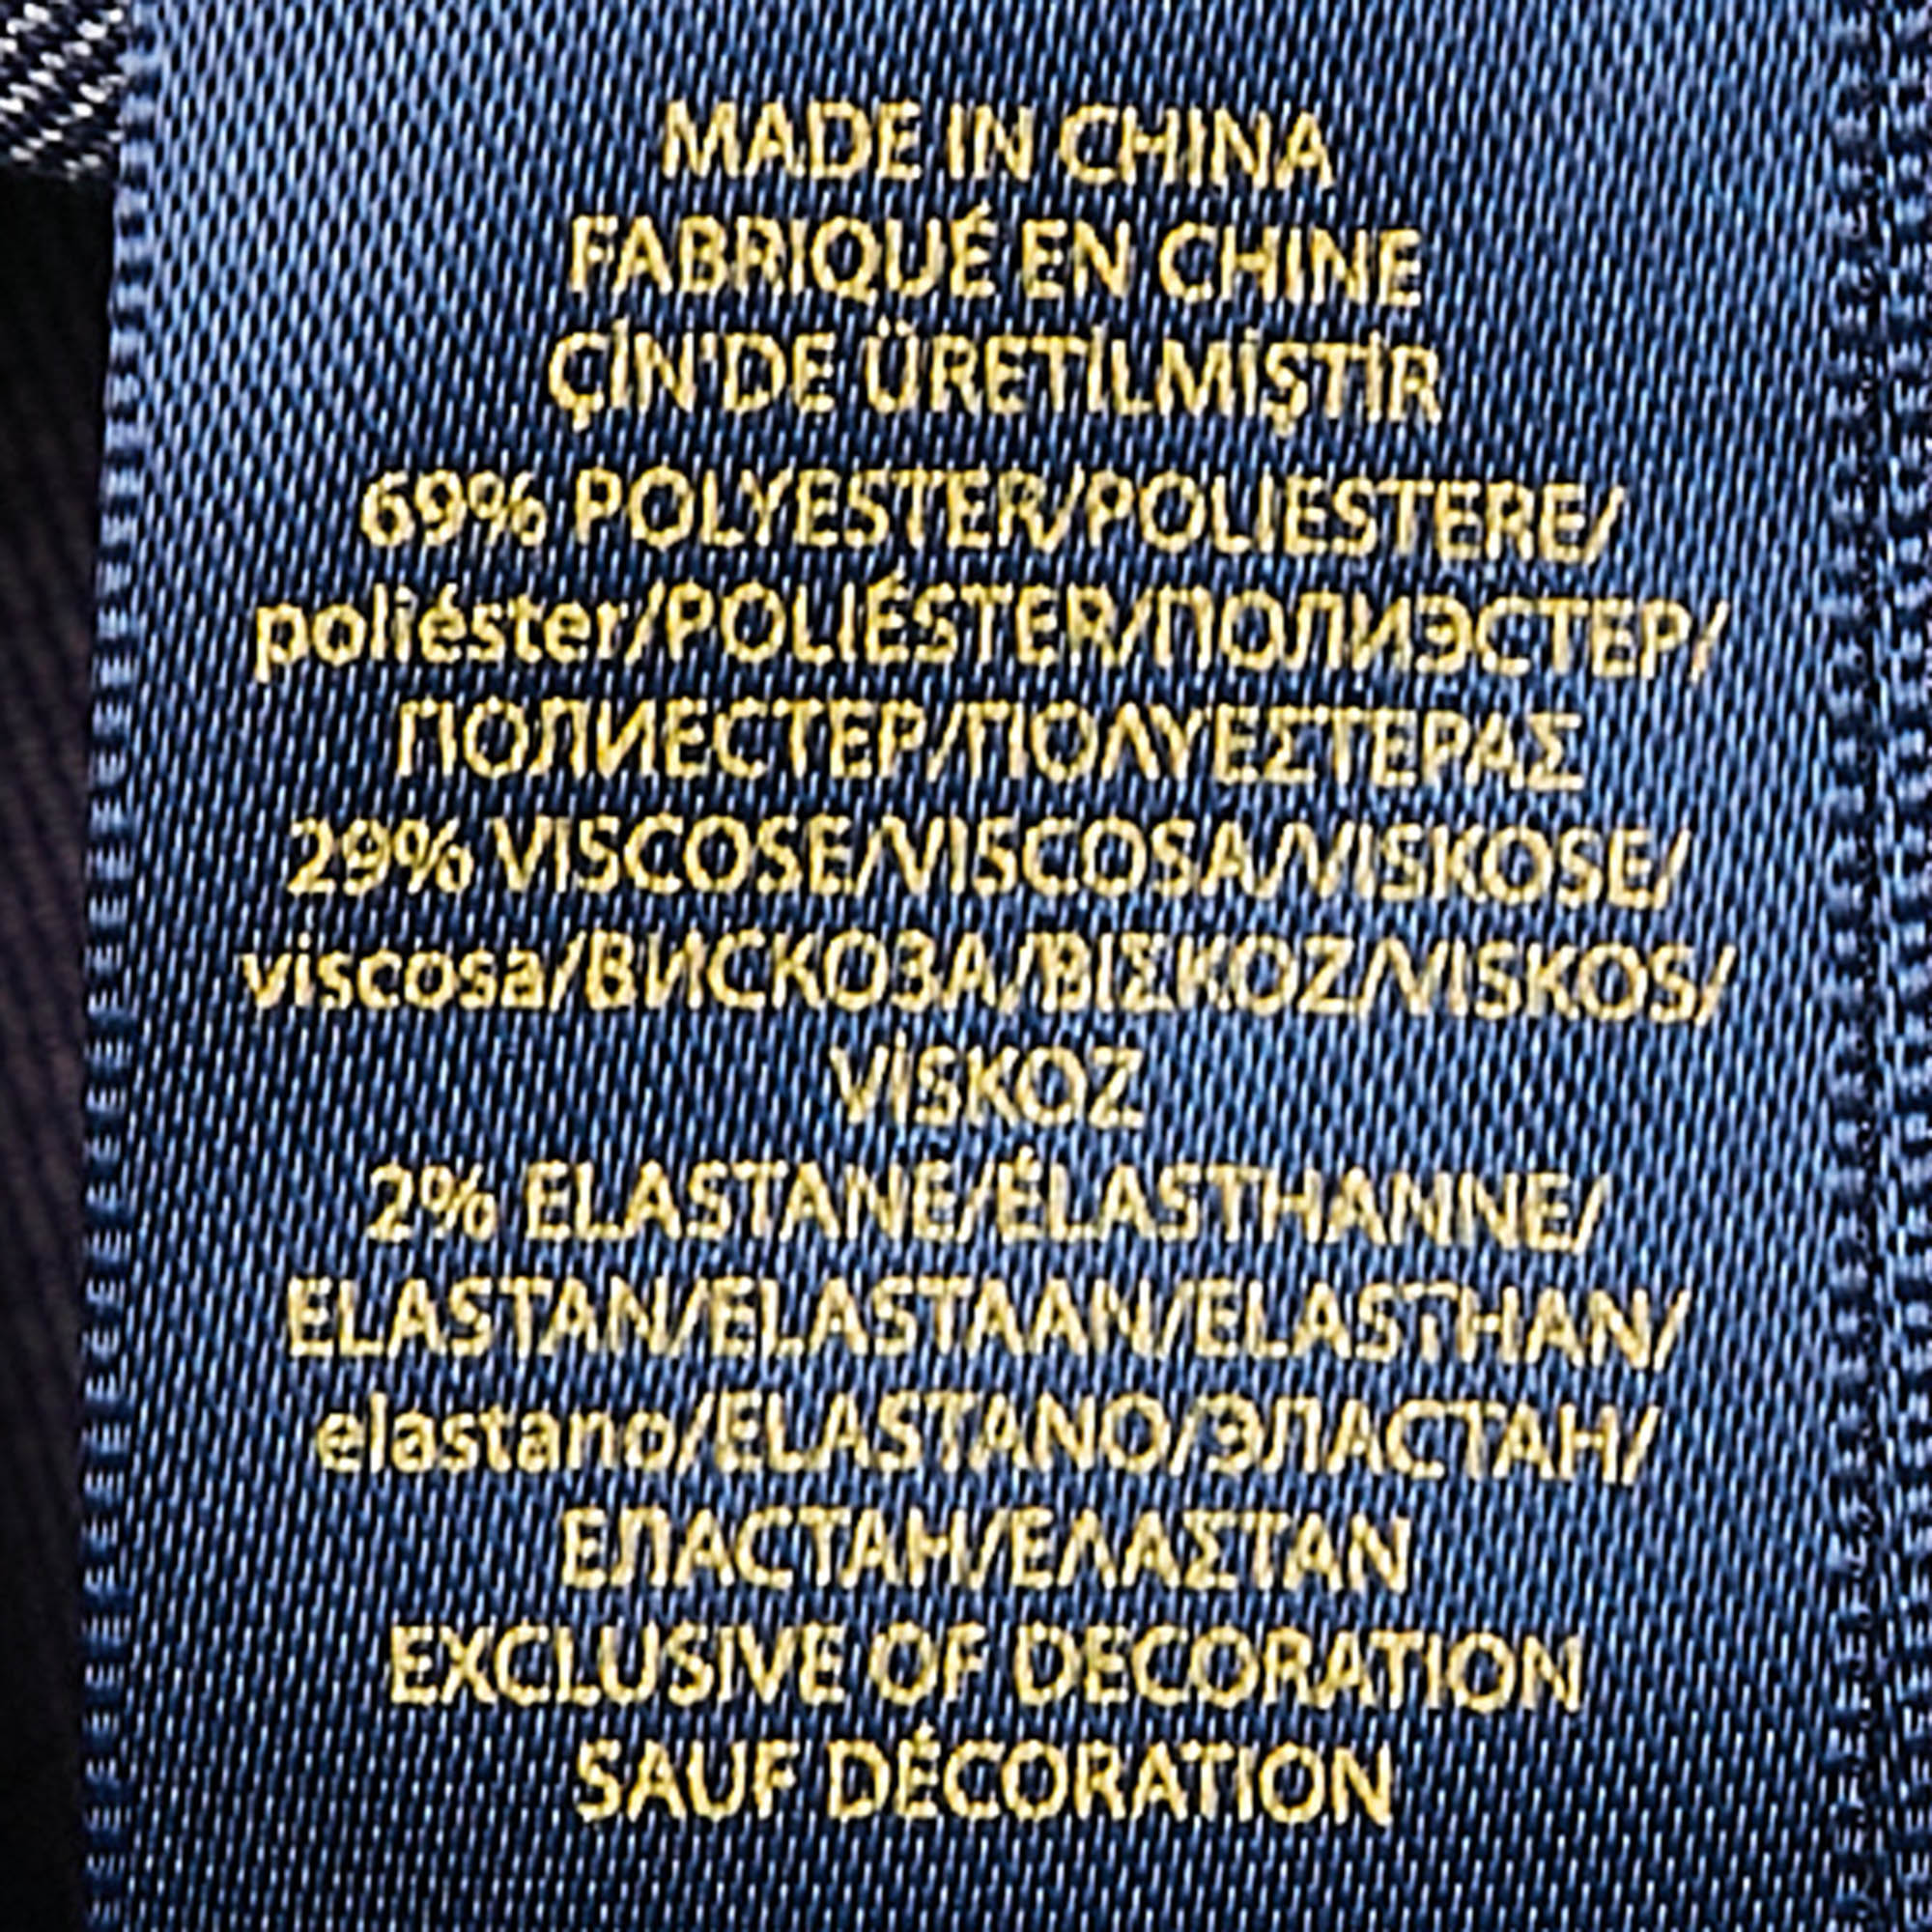 MADE IN CHINA
FABRIQUÉ EN CHINE
ÇİN'DE ÜRETİLMİŞTİR
69% POLYESTER/POLIESTERE/
poliéster/POLIÉSTER/ПОЛИЭСТЕР/
ПОЛИЕСТЕР/ΠΟΛΥΕΣΤΕΡΑΣ
29% VISCOSE/VISCOSA/VISKOSE/
viscosa/ВИСКОЗА/ΒΙΣΚΟΖ/VISKOS/
VİSKOZ
2% ELASTANE/ÉLASTHANNE/
ELASTAN/ELASTAAN/ELASTHAN/
elastano/ELASTANO/ЭЛАСТАН/
ЕЛАСТАН/ΕΛΑΣΤΑΝ
EXCLUSIVE OF DECORATION
SAUF DÉCORATION